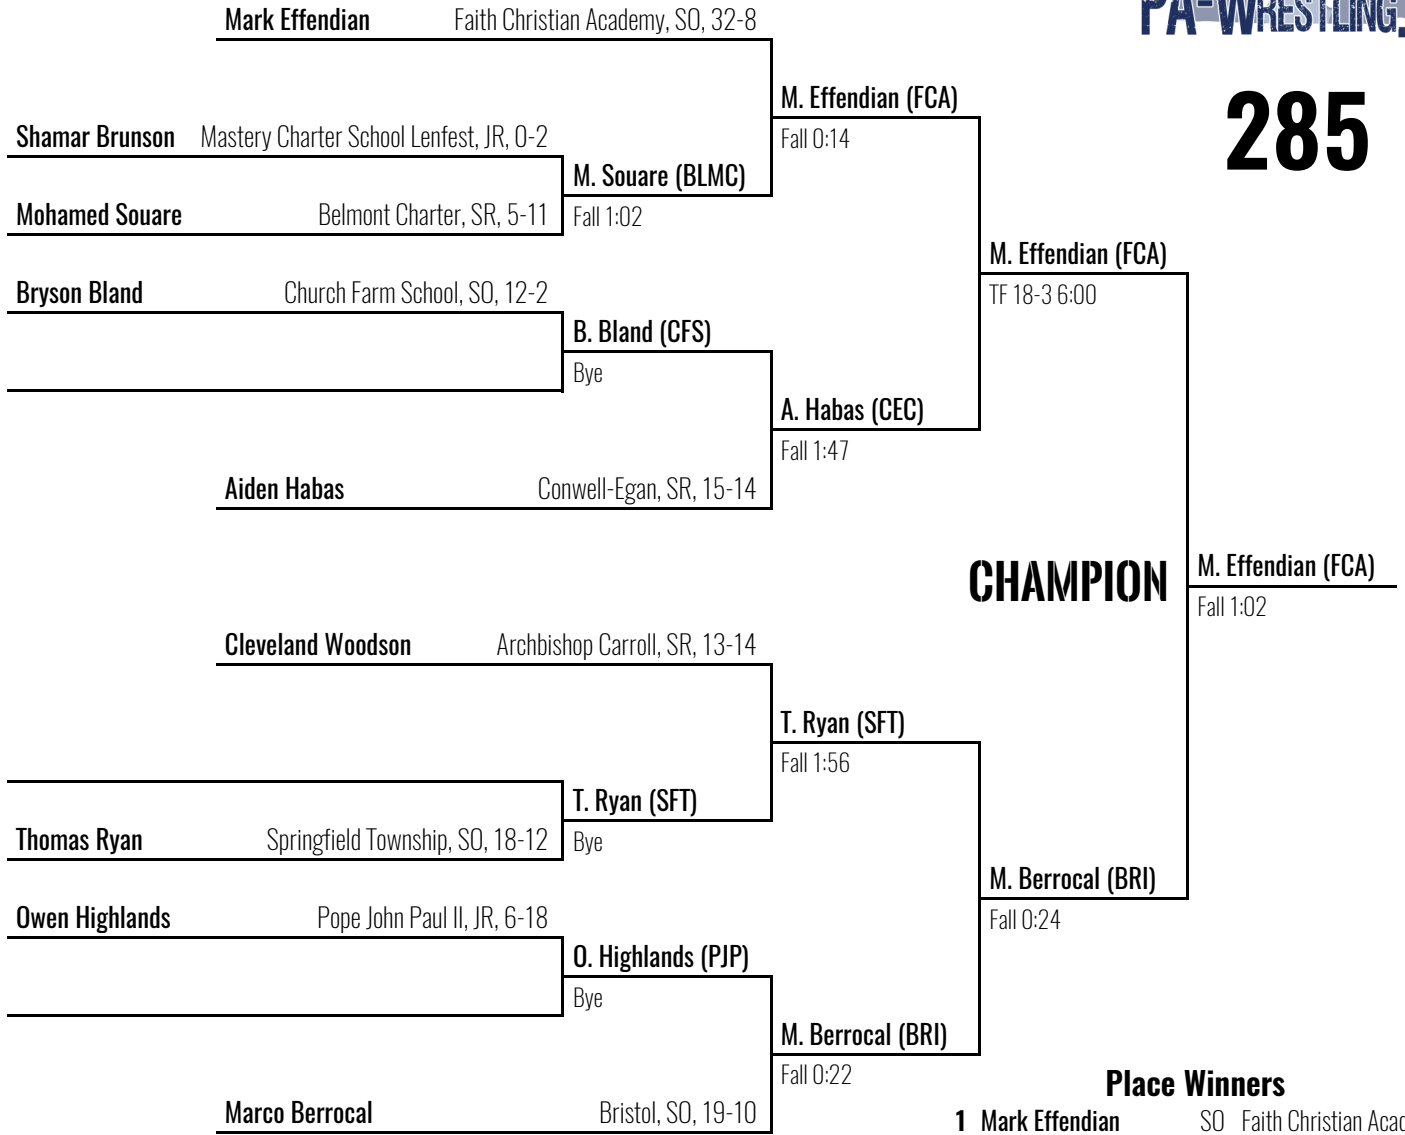 PA-WRESTLING.
285
Mark Effendian Faith Christian Academy, SO, 32-8
M. Effendian (FCA)
Fall 0:14
Shamar Brunson Mastery Charter School Lenfest, JR, 0-2
M. Souare (BLMC)
Fall 1:02
Mohamed Souare Belmont Charter, SR, 5-11
M. Effendian (FCA)
TF 18-3 6:00
Bryson Bland Church Farm School, SO, 12-2
B. Bland (CFS)
Bye
A. Habas (CEC)
Fall 1:47
Aiden Habas Conwell-Egan, SR, 15-14
CHAMPION
M. Effendian (FCA)
Fall 1:02
Cleveland Woodson Archbishop Carroll, SR, 13-14
T. Ryan (SFT)
Fall 1:56
T. Ryan (SFT)
Bye
Thomas Ryan Springfield Township, SO, 18-12
M. Berrocal (BRI)
Fall 0:24
Owen Highlands Pope John Paul II, JR, 6-18
O. Highlands (PJP)
Bye
M. Berrocal (BRI)
Fall 0:22
Marco Berrocal Bristol, SO, 19-10
Place Winners
1 Mark Effendian SO Faith Christian Acad